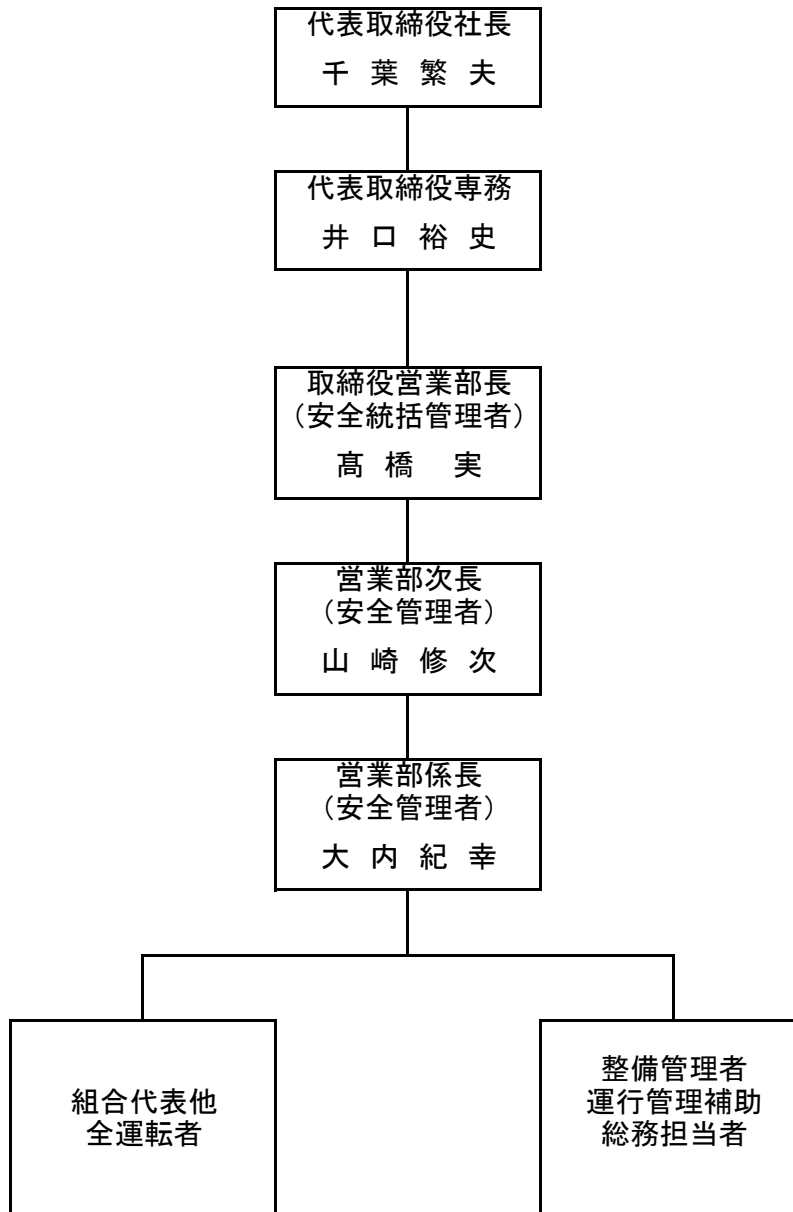 代表取締役社長
千葉繁夫
代表取締役専務
井口裕史
取締役営業部長
（安全統括管理者）
髙橋　実
営業部次長
（安全管理者）
山崎修次
営業部係長
（安全管理者）
大内紀幸
組合代表他
全運転者
整備管理者
運行管理補助
総務担当者